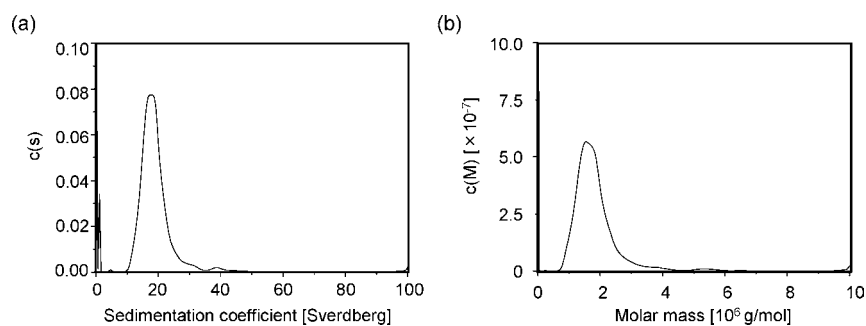 (a)
(b)
0.10
0.08
0.06
0.04
0.02
0.00
c(s)
0 20 40 60 80 100
Sedimentation coefficient [Sverdberg]
10.0
7.5
5.0
2.5
0
c(M) [×10⁻⁷]
0 2 4 6 8 10
Molar mass [10⁶ g/mol]